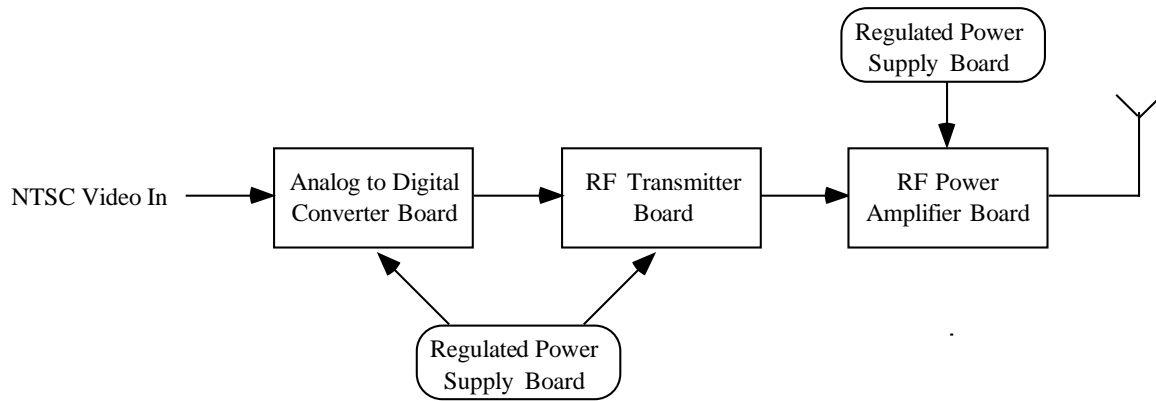 Regulated Power
Supply Board
NTSC Video In
Analog to Digital
Converter Board
RF Transmitter
Board
RF Power
Amplifier Board
Regulated Power
Supply Board